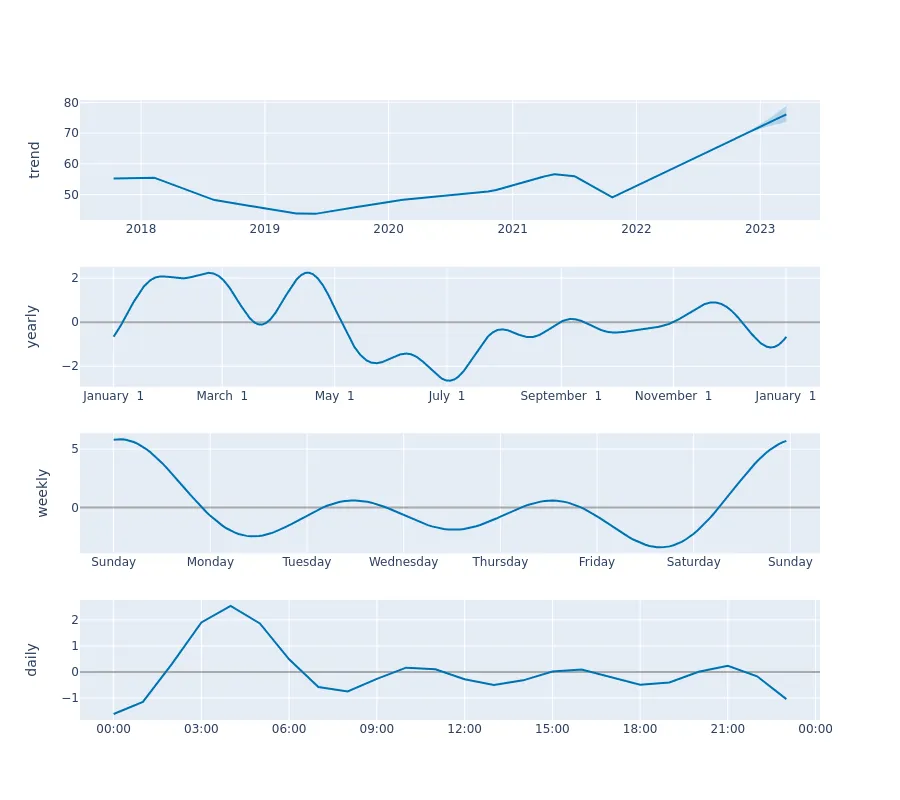 trend
80
70
60
50
2018 2019 2020 2021 2022 2023
yearly
2
0
−2
January 1 March 1 May 1 July 1 September 1 November 1 January 1
weekly
5
0
Sunday Monday Tuesday Wednesday Thursday Friday Saturday Sunday
daily
2
1
0
−1
00:00 03:00 06:00 09:00 12:00 15:00 18:00 21:00 00:00